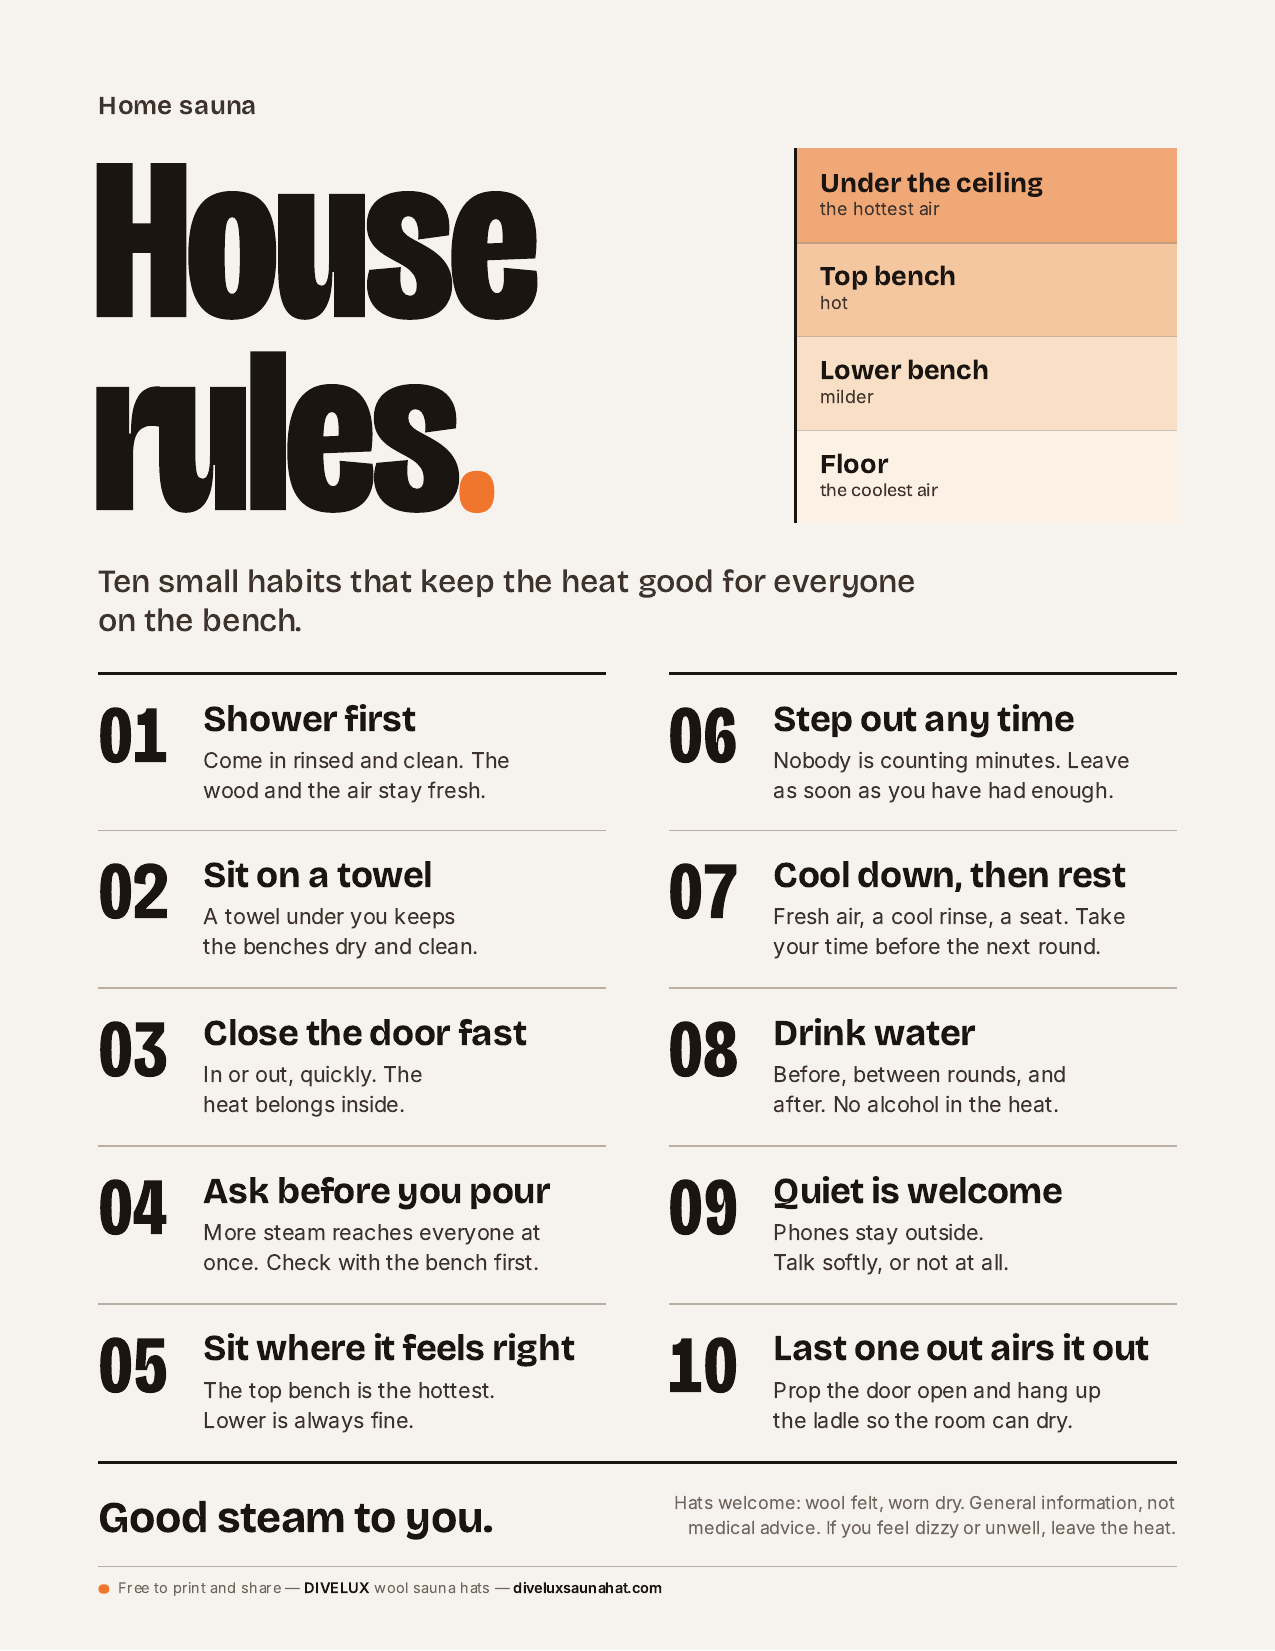 Home sauna
House
rules.
Under the ceiling
the hottest air
Top bench
hot
Lower bench
milder
Floor
the coolest air
Ten small habits that keep the heat good for everyone
on the bench.
01
Shower first
Come in rinsed and clean. The
wood and the air stay fresh.
02
Sit on a towel
A towel under you keeps
the benches dry and clean.
03
Close the door fast
In or out, quickly. The
heat belongs inside.
04
Ask before you pour
More steam reaches everyone at
once. Check with the bench first.
05
Sit where it feels right
The top bench is the hottest.
Lower is always fine.
06
Step out any time
Nobody is counting minutes. Leave
as soon as you have had enough.
07
Cool down, then rest
Fresh air, a cool rinse, a seat. Take
your time before the next round.
08
Drink water
Before, between rounds, and
after. No alcohol in the heat.
09
Quiet is welcome
Phones stay outside.
Talk softly, or not at all.
10
Last one out airs it out
Prop the door open and hang up
the ladle so the room can dry.
Good steam to you.
Hats welcome: wool felt, worn dry. General information, not
medical advice. If you feel dizzy or unwell, leave the heat.
Free to print and share — DIVELUX wool sauna hats — diveluxsaunahat.com